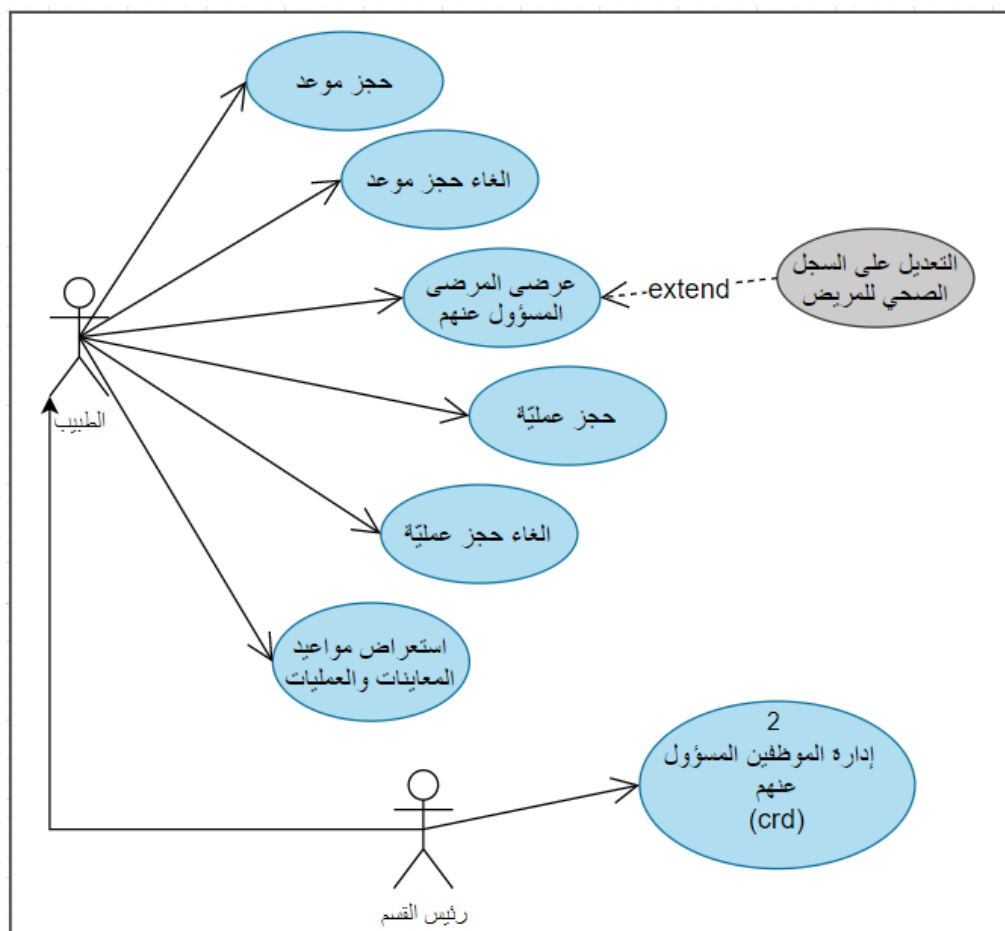 حجز موعد
الغاء حجز موعد
عرضى المرضى
المسؤول عنهم
extend
التعديل على السجل
الصحي للمريض
حجز عمليّة
الطبيب
الغاء حجز عمليّة
استعراض مواعيد
المعاينات والعمليات
2
إدارة الموظفين المسؤول
عنهم
(crd)
رئيس القسم